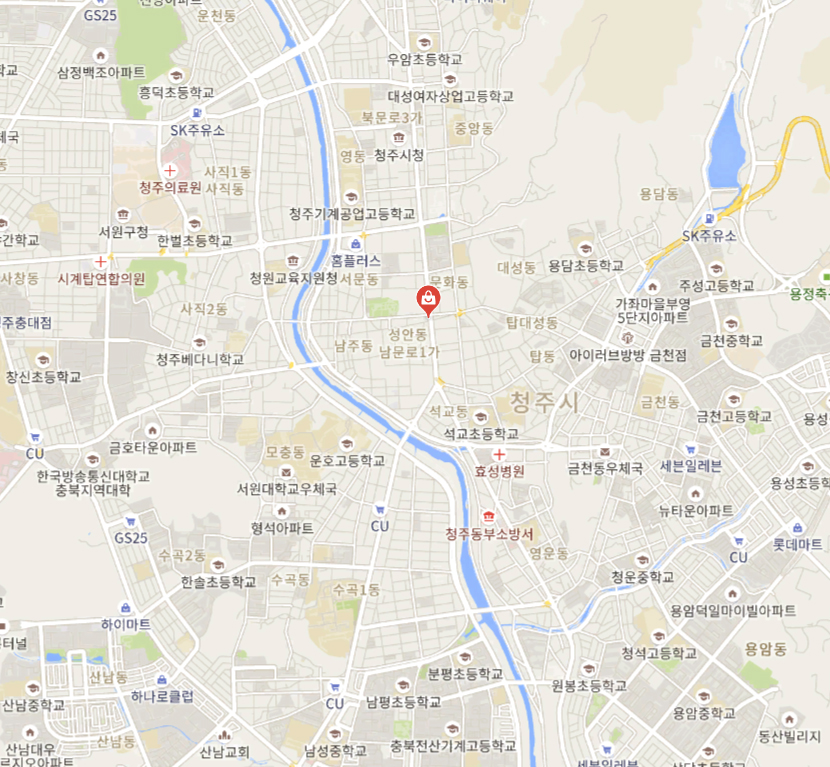 운천동
GS25
삼정백조아파트
흥덕초등학교
SK주유소
우암초등학교
대성여자상업고등학교
북문로3가
중앙동
영동
청주시청
사직1동
청주의료원
사직동
용담동
서원구청
한벌초등학교
청주기계공업고등학교
SK주유소
홈플러스
시계탑연합의원
청원교육지원청
서문동
문화동
대성동
용담초등학교
주성고등학교
사창동
가좌마을부영
5단지아파트
사직2동
성안동
탑대성동
금천중학교
남주동
남문로1가
탑동
아이러브방방 금천점
청주베다니학교
창신초등학교
청주시
석교동
금천동
금천고등학교
석교초등학교
CU
금호타운아파트
모충동
운호고등학교
효성병원
금천동우체국
세븐일레븐
한국방송통신대학교
충북지역대학
서원대학교우체국
뉴타운아파트
GS25
형석아파트
CU
청주동부소방서
롯데마트
CU
수곡2동
한솔초등학교
수곡동
수곡1동
영운동
청운중학교
하이마트
용암덕일마이빌아파트
청석고등학교
용암동
산남동
분평초등학교
하나로클럽
CU
남평초등학교
원봉초등학교
산남중학교
용암중학교
산남동
산남교회
남성중학교
충북전산기계고등학교
동산빌리지
산남대우
세븐일레븐